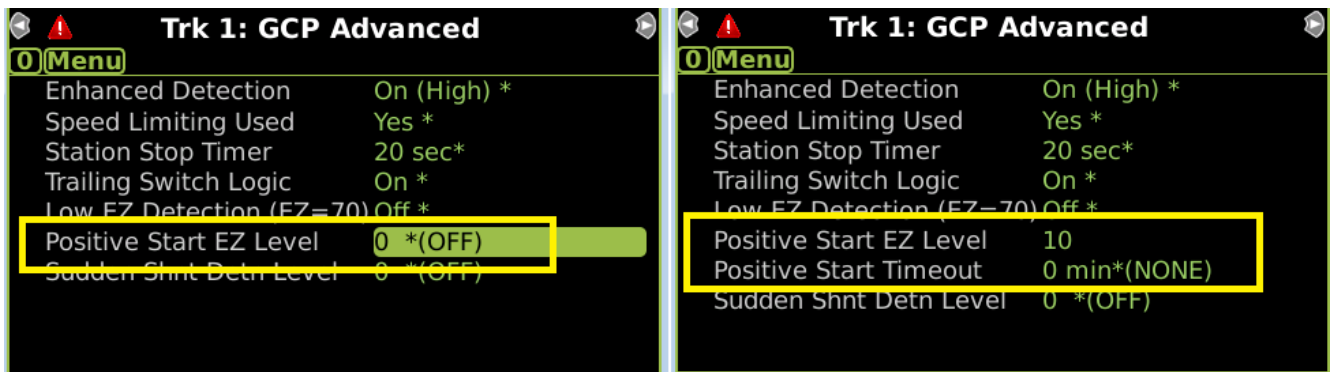 Trk 1: GCP Advanced
0 Menu
Enhanced Detection On (High) *
Speed Limiting Used Yes *
Station Stop Timer 20 sec*
Trailing Switch Logic On *
Low EZ Detection (EZ=70) Off *
Positive Start EZ Level 0 *(OFF)
Sudden Shnt Detn Level 0 *(OFF)
Trk 1: GCP Advanced
0 Menu
Enhanced Detection On (High) *
Speed Limiting Used Yes *
Station Stop Timer 20 sec*
Trailing Switch Logic On *
Low EZ Detection (EZ=70) Off *
Positive Start EZ Level 10
Positive Start Timeout 0 min*(NONE)
Sudden Shnt Detn Level 0 *(OFF)